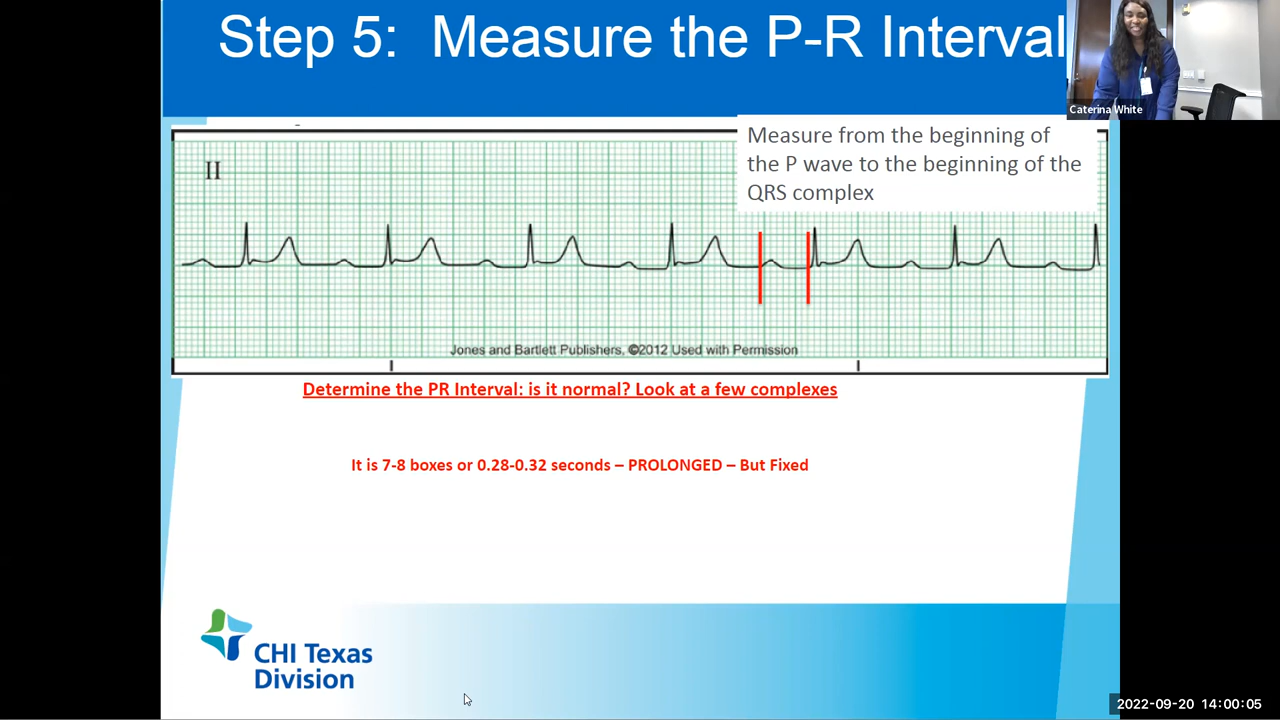 Step 5: Measure the P-R Interval
Caterina White
Measure from the beginning of
the P wave to the beginning of the
QRS complex
II
Jones and Bartlett Publishers, ©2012 Used with Permission
Determine the PR Interval: is it normal? Look at a few complexes
It is 7-8 boxes or 0.28-0.32 seconds – PROLONGED – But Fixed
CHI Texas
Division
2022-09-20 14:00:05